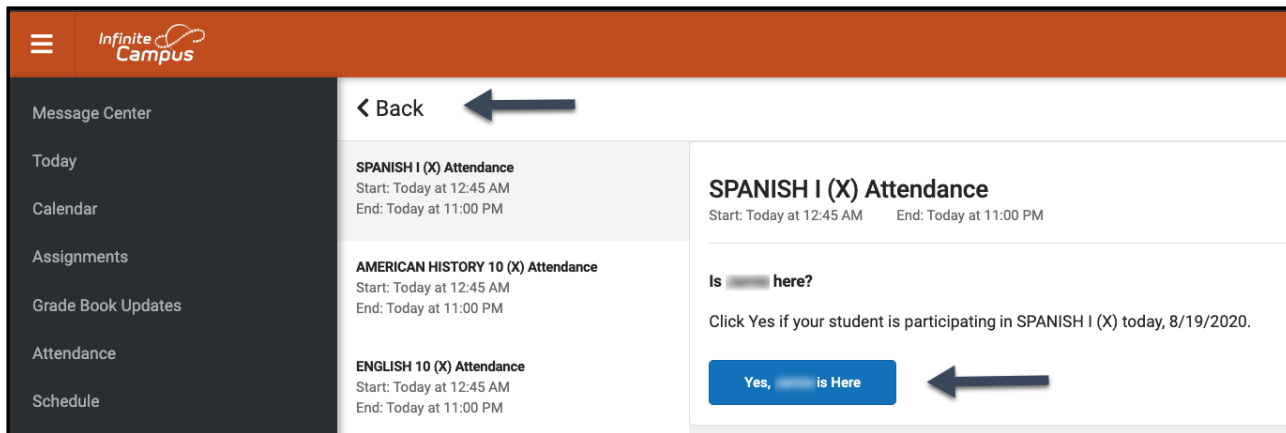 Infinite
Campus
Message Center
Today
Calendar
Assignments
Grade Book Updates
Attendance
Schedule
Back
SPANISH I (X) Attendance
Start: Today at 12:45 AM
End: Today at 11:00 PM
AMERICAN HISTORY 10 (X) Attendance
Start: Today at 12:45 AM
End: Today at 11:00 PM
ENGLISH 10 (X) Attendance
Start: Today at 12:45 AM
End: Today at 11:00 PM
SPANISH I (X) Attendance
Start: Today at 12:45 AM End: Today at 11:00 PM
Is here?
Click Yes if your student is participating in SPANISH I (X) today, 8/19/2020.
Yes, is Here